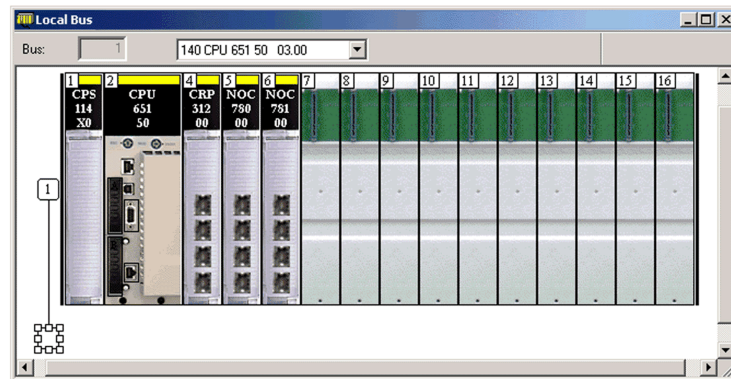 Local Bus
Bus: 1 140 CPU 651 50 03.00
1 2 4 5 6 7 8 9 10 11 12 13 14 15 16
CPS CPU CRP NOC NOC
114 651 312 780 781
X0 50 00 00 00
1